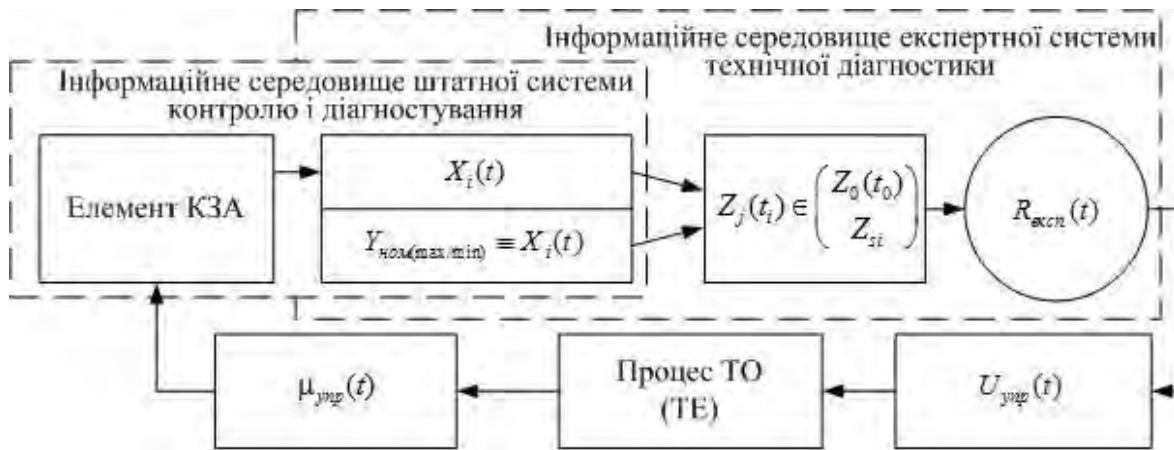 Інформаційне середовище експертної системи
технічної діагностики
Інформаційне середовище штатної системи
контролю і діагностування
Елемент КЗА
X_i(t)
Y_ном(max/min) ≡ X_i(t)
Z_j(t_i) ∈ (Z_0(t_0)
Z_si)
R_эксп.(t)
μ_упр(t)
Процес ТО
(ТЕ)
U_упр(t)